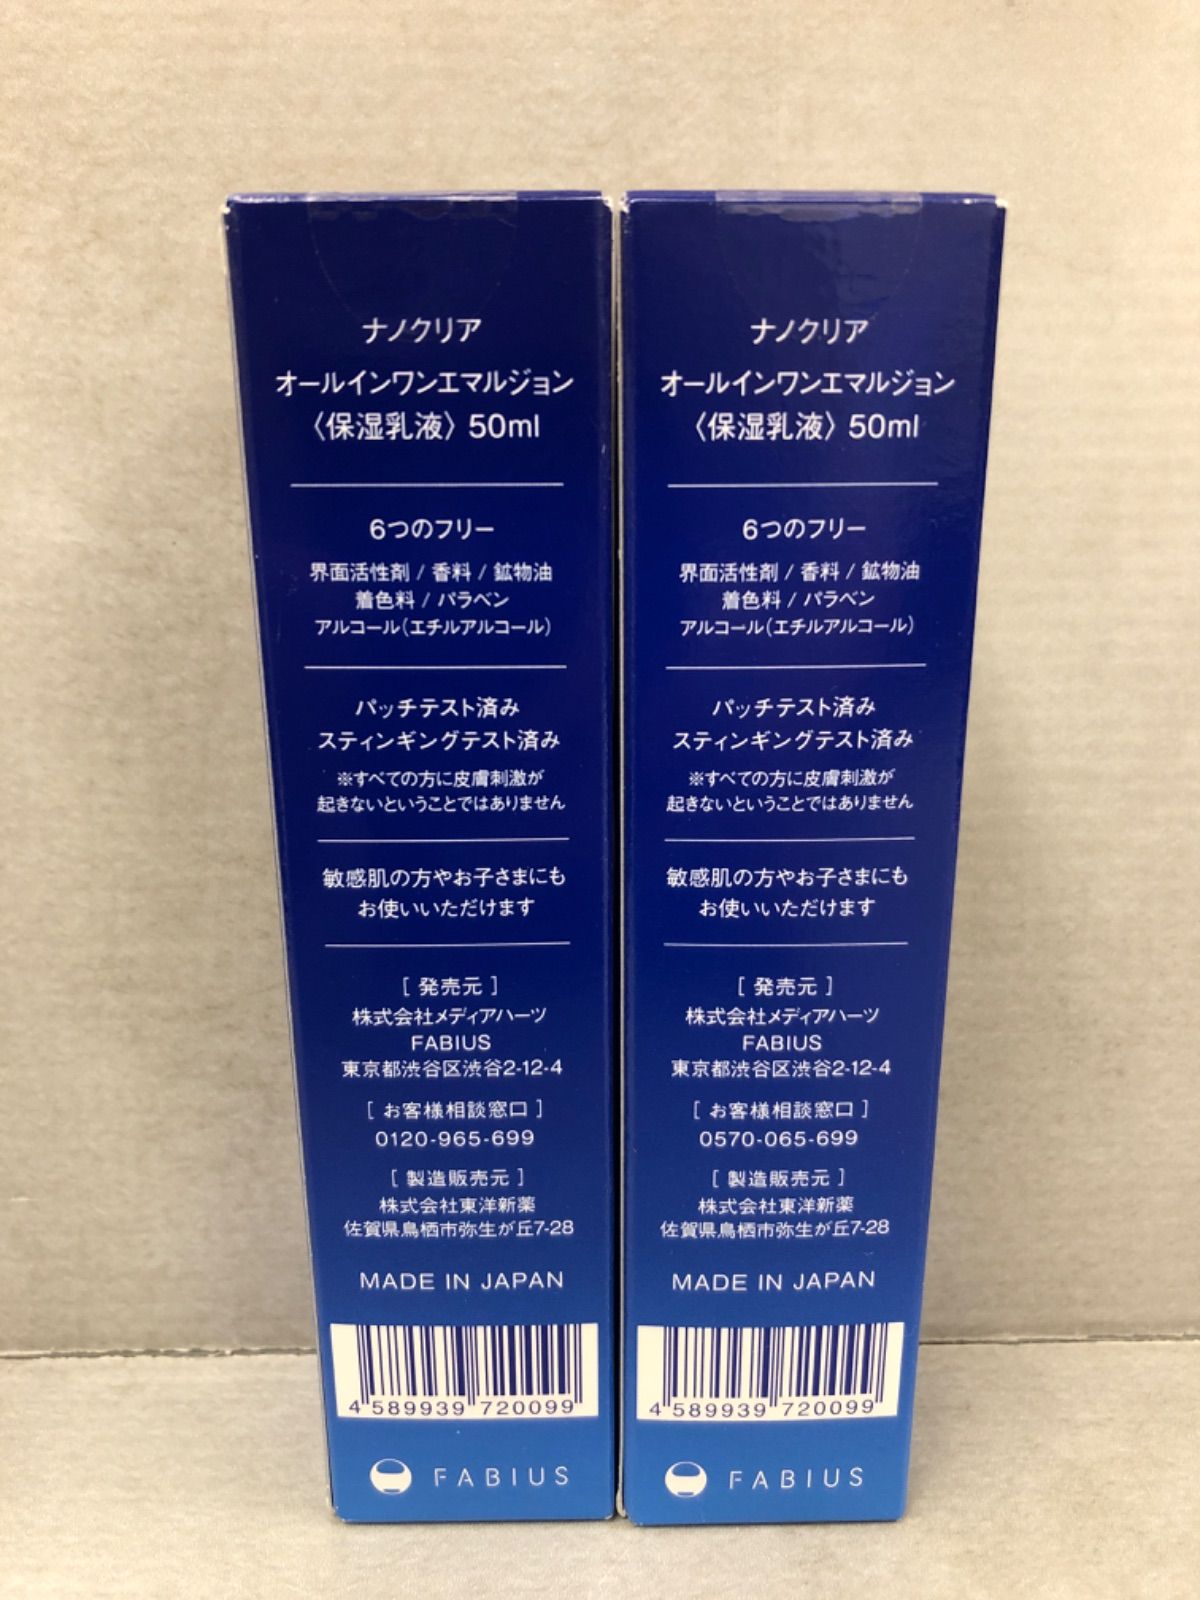 ナノクリア
オールインワンエマルジョン
〈保湿乳液〉50ml
6つのフリー
界面活性剤 / 香料 / 鉱物油
着色料 / パラベン
アルコール(エチルアルコール)
パッチテスト済み
スティンギングテスト済み
※すべての方に皮膚刺激が
起きないということではありません
敏感肌の方やお子さまにも
お使いいただけます
[ 発売元 ]
株式会社メディアハーツ
FABIUS
東京都渋谷区渋谷2-12-4
[ お客様相談窓口 ]
0120-965-699
[ 製造販売元 ]
株式会社東洋新薬
佐賀県鳥栖市弥生が丘7-28
MADE IN JAPAN
4 589939 720099
FABIUS
ナノクリア
オールインワンエマルジョン
〈保湿乳液〉50ml
6つのフリー
界面活性剤 / 香料 / 鉱物油
着色料 / パラベン
アルコール(エチルアルコール)
パッチテスト済み
スティンギングテスト済み
※すべての方に皮膚刺激が
起きないということではありません
敏感肌の方やお子さまにも
お使いいただけます
[ 発売元 ]
株式会社メディアハーツ
FABIUS
東京都渋谷区渋谷2-12-4
[ お客様相談窓口 ]
0570-065-699
[ 製造販売元 ]
株式会社東洋新薬
佐賀県鳥栖市弥生が丘7-28
MADE IN JAPAN
4 589939 720099
FABIUS